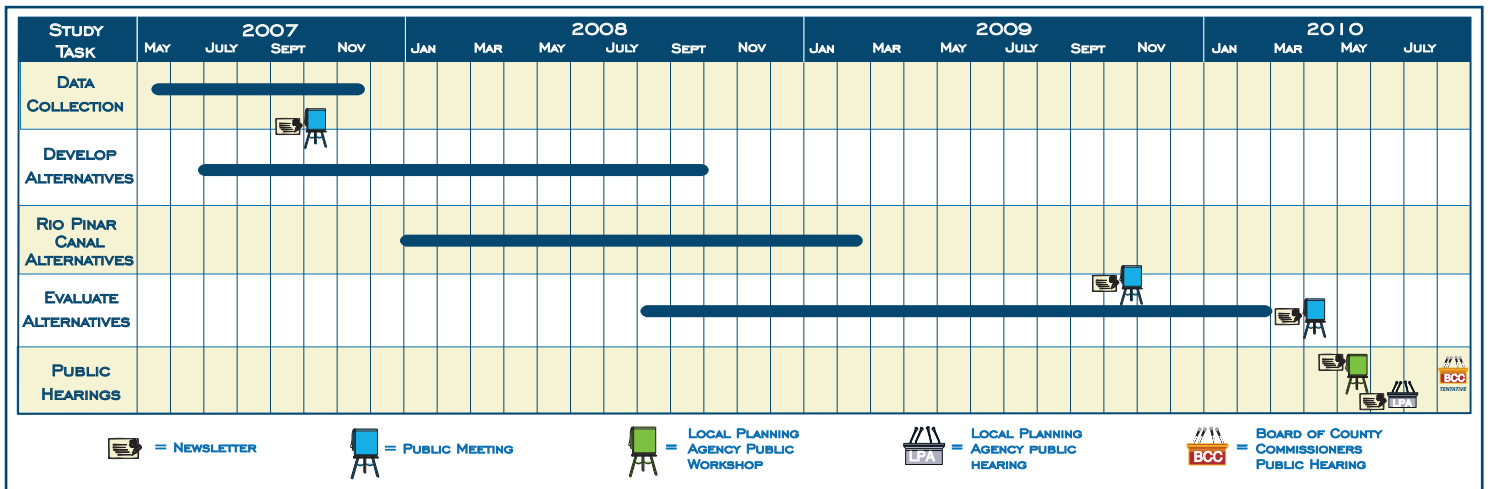 STUDY TASK
2007 2008 2009 2010
MAY JULY SEPT NOV JAN MAR MAY JULY SEPT NOV JAN MAR MAY JULY SEPT NOV JAN MAR MAY JULY
DATA
COLLECTION
DEVELOP
ALTERNATIVES
RIO PINAR
CANAL
ALTERNATIVES
EVALUATE
ALTERNATIVES
PUBLIC
HEARINGS
BCC
TENTATIVE
LPA
= NEWSLETTER
= PUBLIC MEETING
= LOCAL PLANNING
AGENCY PUBLIC
WORKSHOP
LPA
= LOCAL PLANNING
AGENCY PUBLIC
HEARING
BCC
= BOARD OF COUNTY
COMMISSIONERS
PUBLIC HEARING